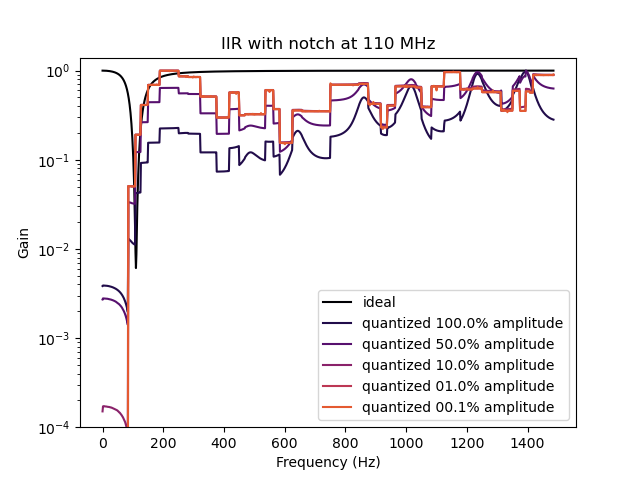 IIR with notch at 110 MHz
Gain
10⁰
10⁻¹
10⁻²
10⁻³
10⁻⁴
ideal
quantized 100.0% amplitude
quantized 50.0% amplitude
quantized 10.0% amplitude
quantized 01.0% amplitude
quantized 00.1% amplitude
0 200 400 600 800 1000 1200 1400
Frequency (Hz)